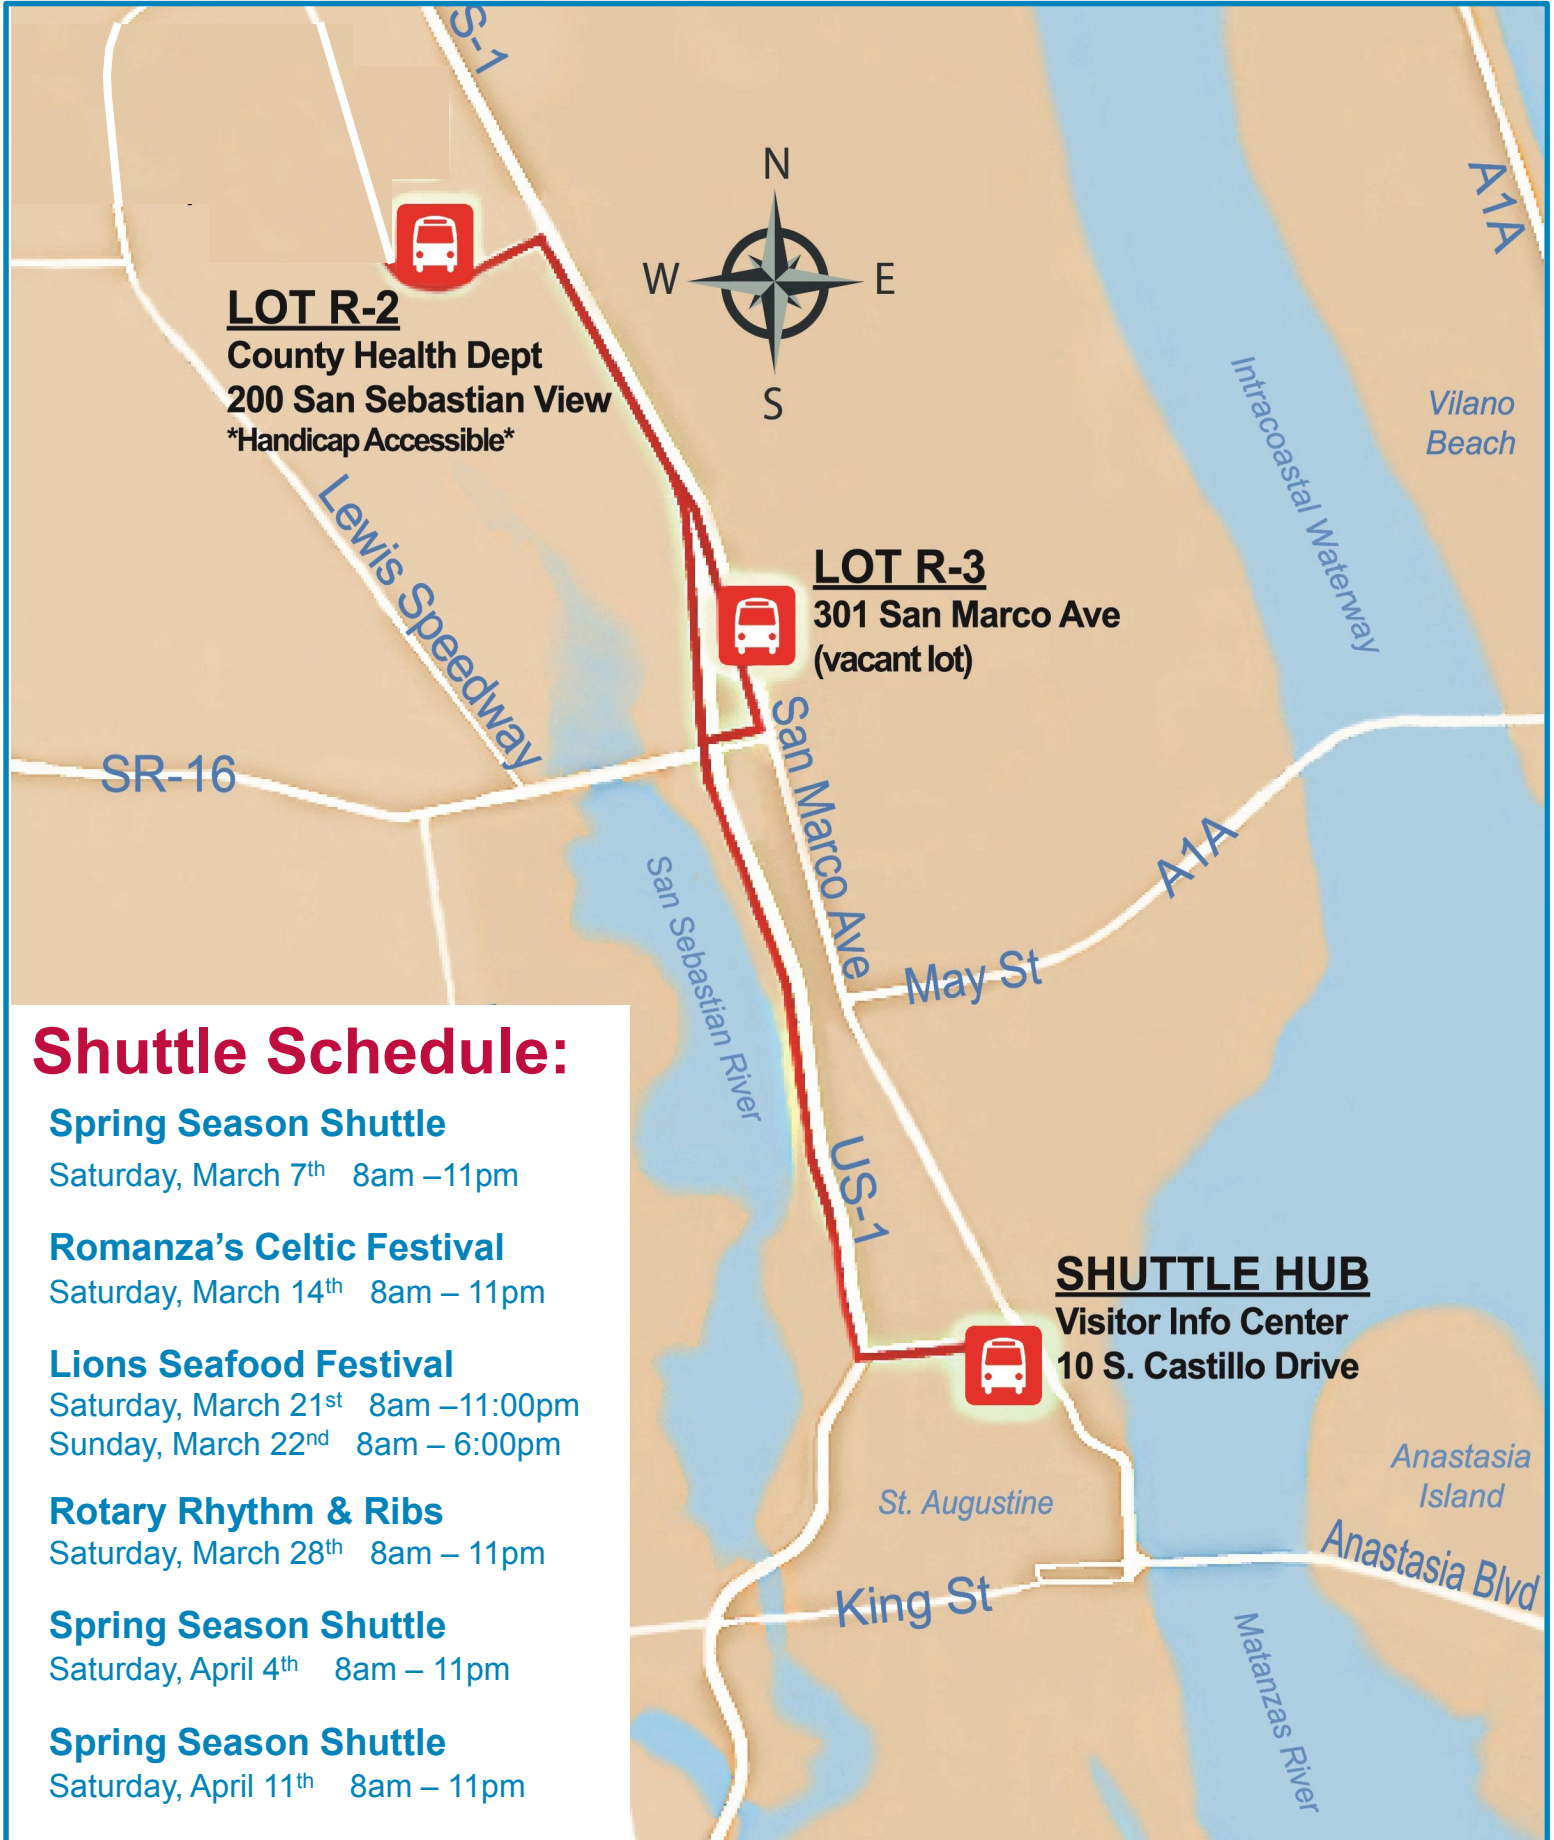 S-1
N
W
E
S
A1A
LOT R-2
County Health Dept
200 San Sebastian View
*Handicap Accessible*
Intracoastal Waterway
Vilano
Beach
Lewis Speedway
LOT R-3
301 San Marco Ave
(vacant lot)
SR-16
San Marco Ave
A1A
San Sebastian River
May St
US-1
SHUTTLE HUB
Visitor Info Center
10 S. Castillo Drive
St. Augustine
Anastasia
Island
Anastasia Blvd
King St
Matanzas River
Shuttle Schedule:
Spring Season Shuttle
Saturday, March 7th 8am –11pm
Romanza’s Celtic Festival
Saturday, March 14th 8am – 11pm
Lions Seafood Festival
Saturday, March 21st 8am –11:00pm
Sunday, March 22nd 8am – 6:00pm
Rotary Rhythm & Ribs
Saturday, March 28th 8am – 11pm
Spring Season Shuttle
Saturday, April 4th 8am – 11pm
Spring Season Shuttle
Saturday, April 11th 8am – 11pm